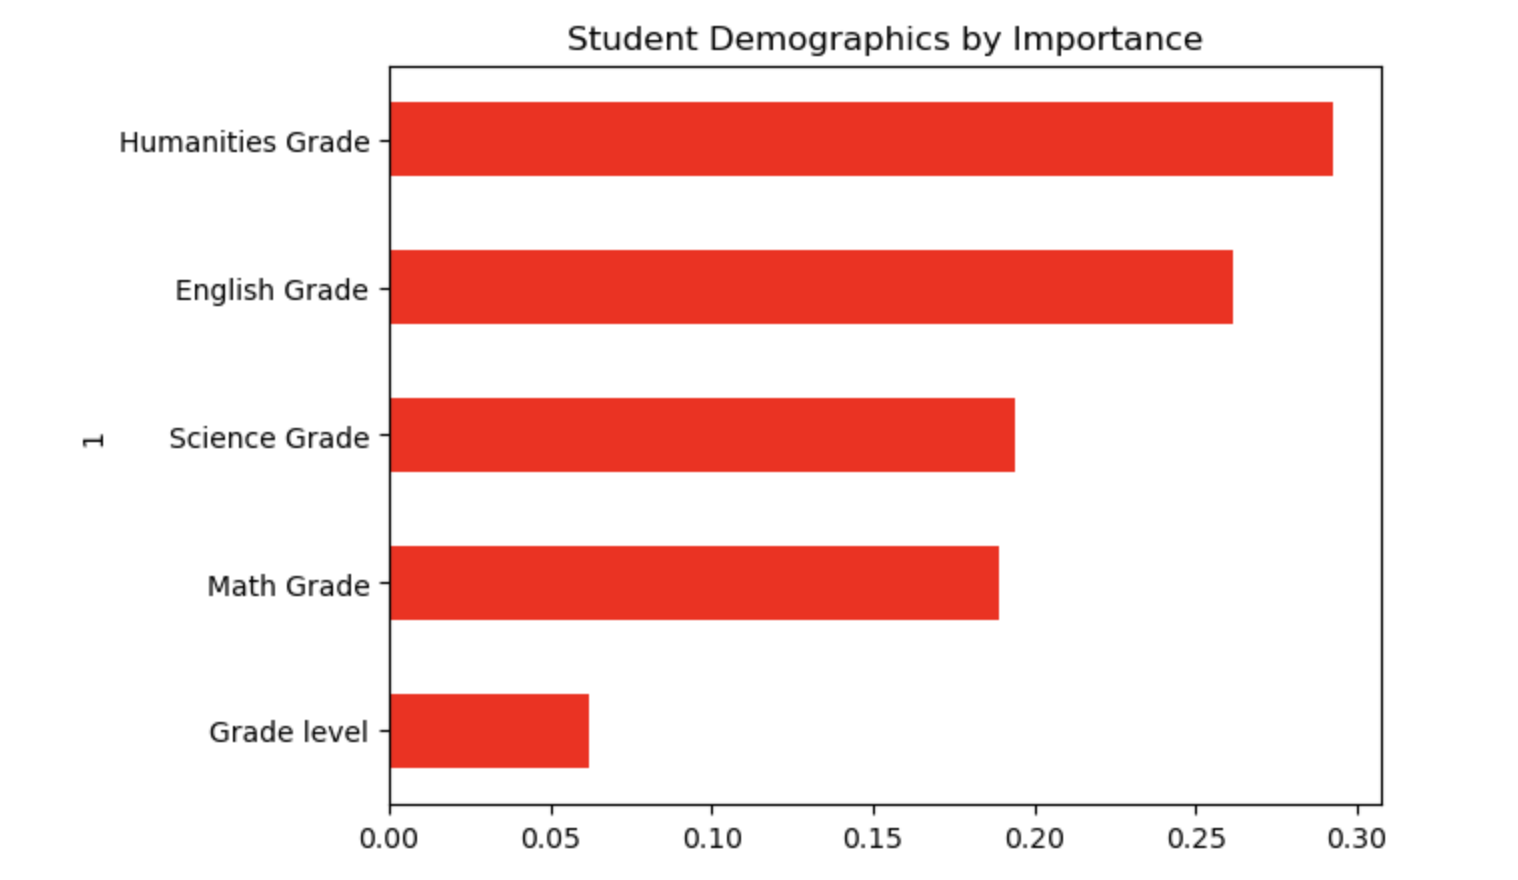 Student Demographics by Importance
Humanities Grade
English Grade
Science Grade
1
Math Grade
Grade level
0.00 0.05 0.10 0.15 0.20 0.25 0.30